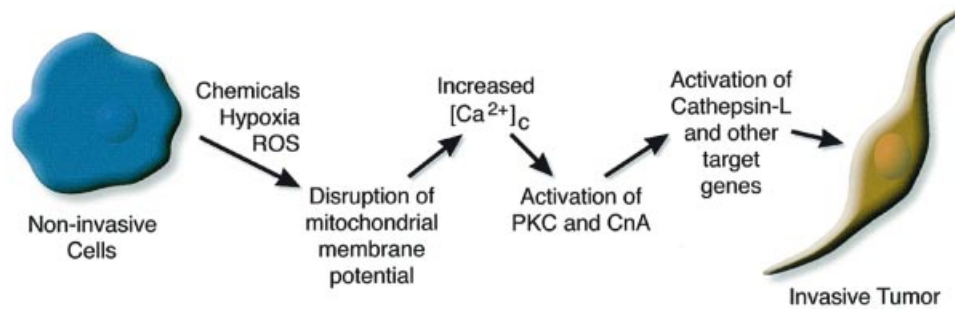 Non-invasive
Cells
Chemicals
Hypoxia
ROS
Disruption of
mitochondrial
membrane
potential
Increased
[Ca²⁺]c
Activation of
PKC and CnA
Activation of
Cathepsin-L
and other
target
genes
Invasive Tumor